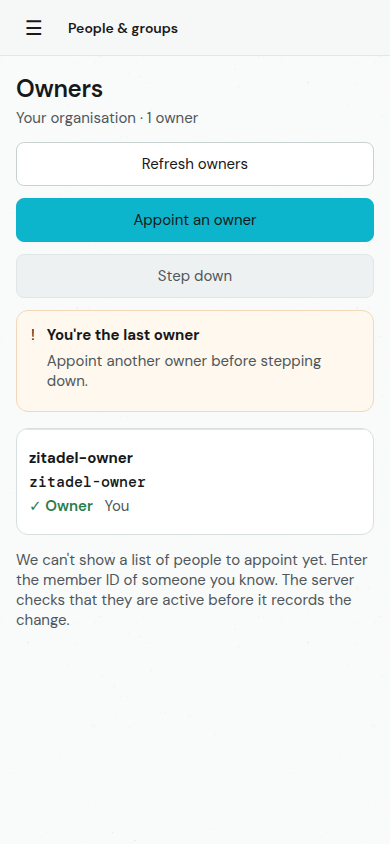 ☰ People & groups
Owners
Your organisation · 1 owner
Refresh owners
Appoint an owner
Step down
! You're the last owner
Appoint another owner before stepping
down.
zitadel-owner
zitadel-owner
✓ Owner You
We can't show a list of people to appoint yet. Enter
the member ID of someone you know. The server
checks that they are active before it records the
change.